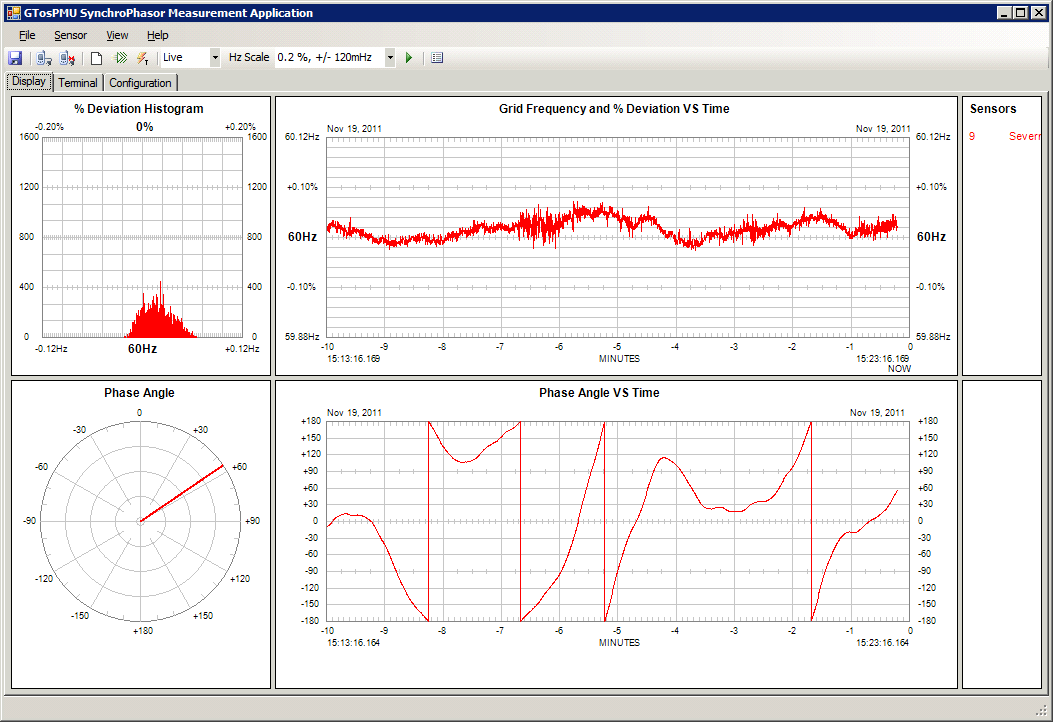 GTosPMU SynchroPhasor Measurement Application
File Sensor View Help
Live Hz Scale 0.2 %, +/- 120mHz
Display Terminal Configuration
% Deviation Histogram
-0.20% 0% +0.20%
1600 1600
1200 1200
800 800
400 400
0 0
-0.12Hz 60Hz +0.12Hz
Grid Frequency and % Deviation VS Time
Nov 19, 2011 Nov 19, 2011
60.12Hz 60.12Hz
+0.10% +0.10%
60Hz 60Hz
-0.10% -0.10%
59.88Hz 59.88Hz
-10 -9 -8 -7 -6 -5 -4 -3 -2 -1 0
15:13:16.169 MINUTES 15:23:16.169
NOW
Sensors
9 Severn
Phase Angle
0
-30 +30
-60 +60
-90 +90
-120 +120
-150 +150
+180
Phase Angle VS Time
Nov 19, 2011 Nov 19, 2011
+180 +180
+150 +150
+120 +120
+90 +90
+60 +60
+30 +30
0 0
-30 -30
-60 -60
-90 -90
-120 -120
-150 -150
-180 -180
-10 -9 -8 -7 -6 -5 -4 -3 -2 -1 0
15:13:16.164 MINUTES 15:23:16.164